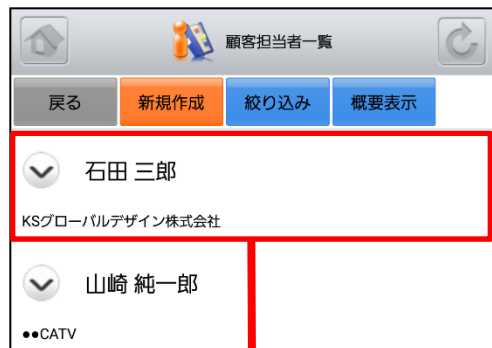 顧客担当者一覧
戻る 新規作成 絞り込み 概要表示
石田 三郎
KSグローバルデザイン株式会社
山崎 純一郎
●●CATV